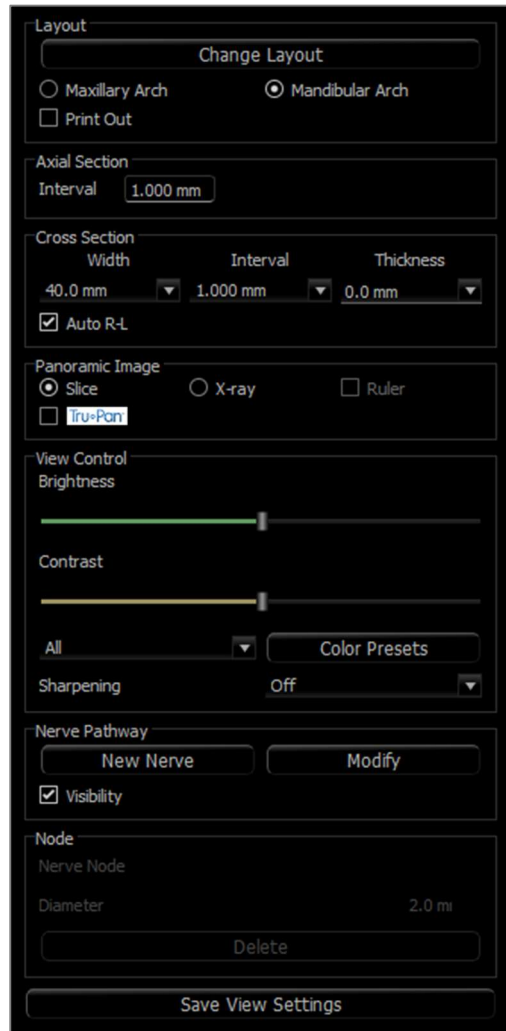 Layout
Change Layout
Maxillary Arch Mandibular Arch
Print Out
Axial Section
Interval 1.000 mm
Cross Section
Width Interval Thickness
40.0 mm 1.000 mm 0.0 mm
Auto R-L
Panoramic Image
Slice X-ray Ruler
Tru•Pan
View Control
Brightness
Contrast
All Color Presets
Sharpening Off
Nerve Pathway
New Nerve Modify
Visibility
Node
Nerve Node
Diameter 2.0 m
Delete
Save View Settings